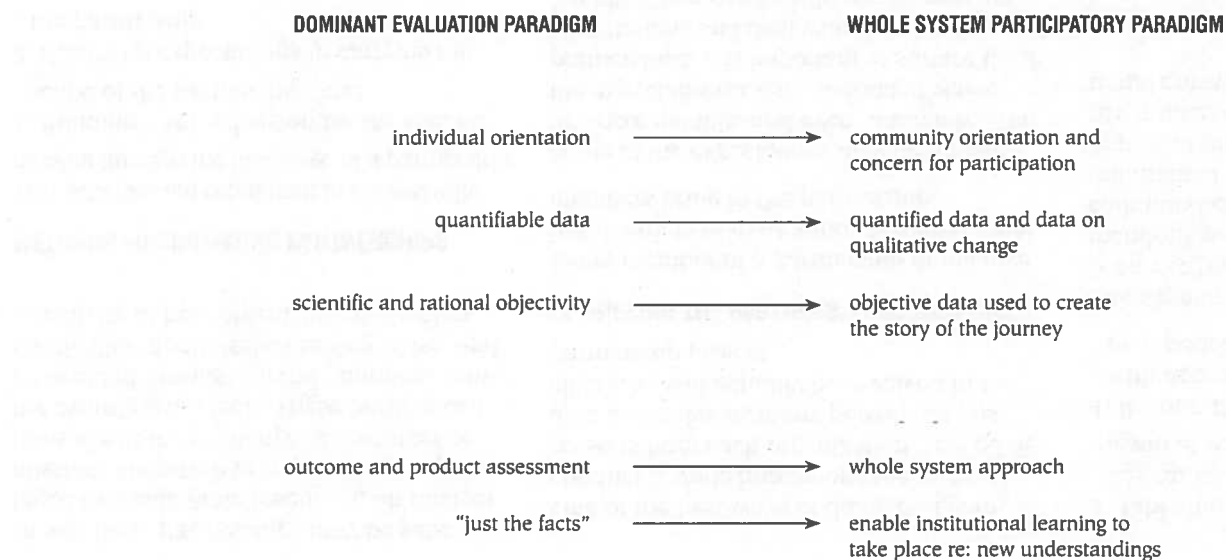 DOMINANT EVALUATION PARADIGM WHOLE SYSTEM PARTICIPATORY PARADIGM
individual orientation community orientation and
concern for participation
quantifiable data quantified data and data on
qualitative change
scientific and rational objectivity objective data used to create
the story of the journey
outcome and product assessment whole system approach
"just the facts" enable institutional learning to
take place re: new understandings